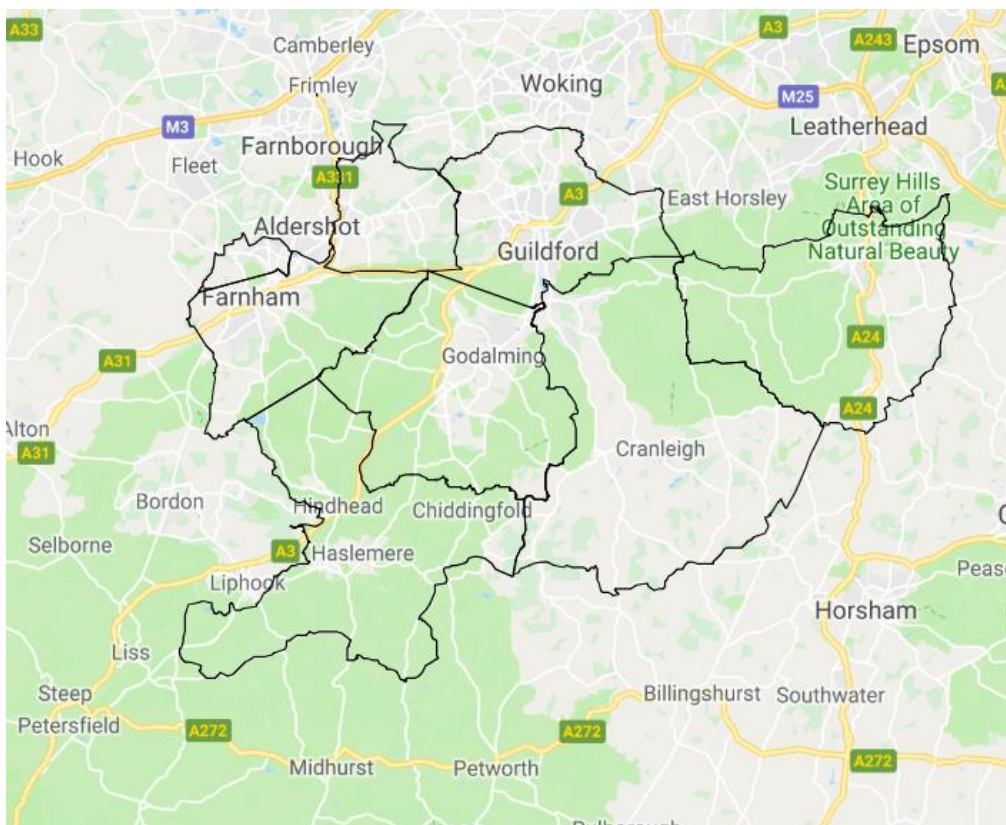 A33
A3
A243
Epsom
Camberley
Woking
Frimley
M25
A
M3
Leatherhead
Farnborough
Hook
Fleet
A331
A3
East Horsley
Surrey Hills
Area of
Outstanding
Natural Beauty
Aldershot
Guildford
Farnham
A31
Godalming
A24
A24
Alton
Cranleigh
A31
Bordon
Hindhead
Chiddingfold
Selborne
A3
Haslemere
Liphook
Peas
Horsham
Liss
Steep
Billingshurst
Southwater
Petersfield
A272
A272
Midhurst
Petworth
A272